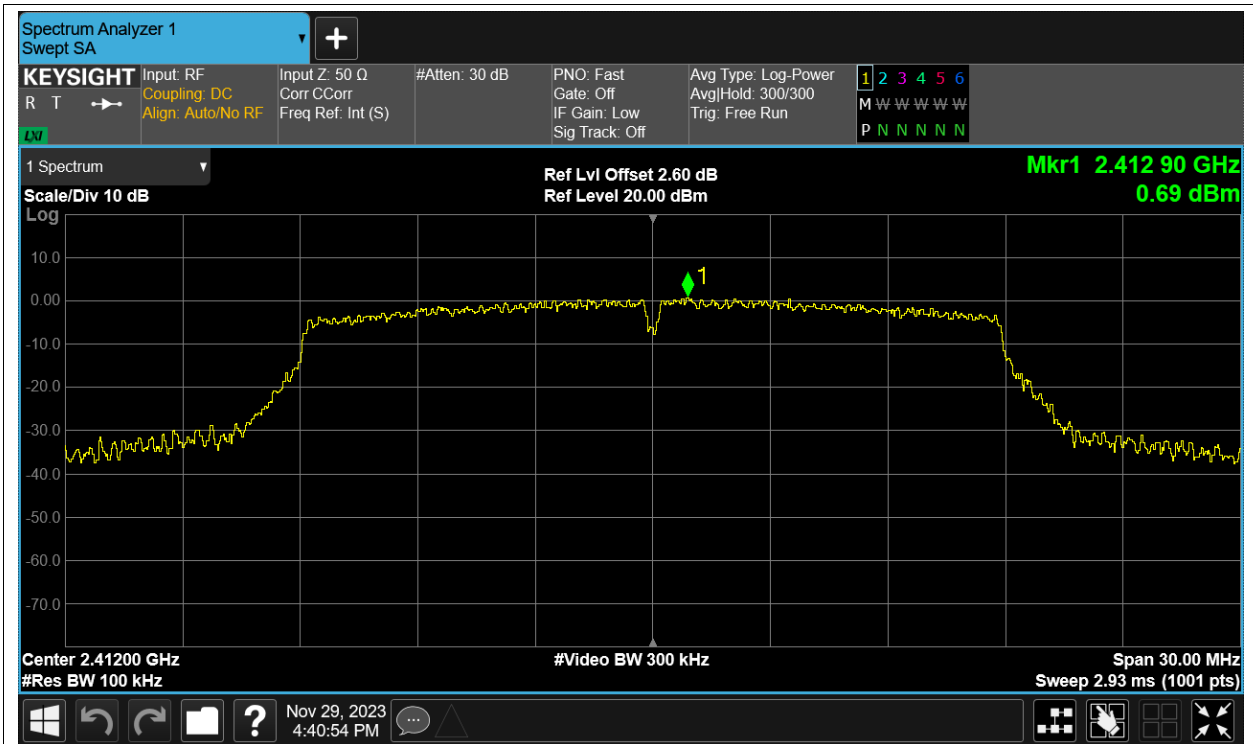 Spectrum Analyzer 1
Swept SA
+
KEYSIGHT
R T
LXI
Input: RF
Coupling: DC
Align: Auto/No RF
Input Z: 50 Ω
Corr CCorr
Freq Ref: Int (S)
#Atten: 30 dB
PNO: Fast
Gate: Off
IF Gain: Low
Sig Track: Off
Avg Type: Log-Power
Avg|Hold: 300/300
Trig: Free Run
1 2 3 4 5 6
M W W W W W
P N N N N N
1 Spectrum
Scale/Div 10 dB
Log
Ref Lvl Offset 2.60 dB
Ref Level 20.00 dBm
Mkr1 2.412 90 GHz
0.69 dBm
10.0
0.00
-10.0
-20.0
-30.0
-40.0
-50.0
-60.0
-70.0
1
Center 2.41200 GHz
#Res BW 100 kHz
#Video BW 300 kHz
Span 30.00 MHz
Sweep 2.93 ms (1001 pts)
?
Nov 29, 2023
4:40:54 PM